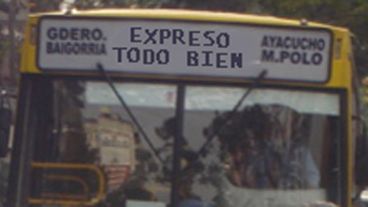 GDERO.
BAIGORRIA
EXPRESO
TODO BIEN
AYACUCHO
M.POLO